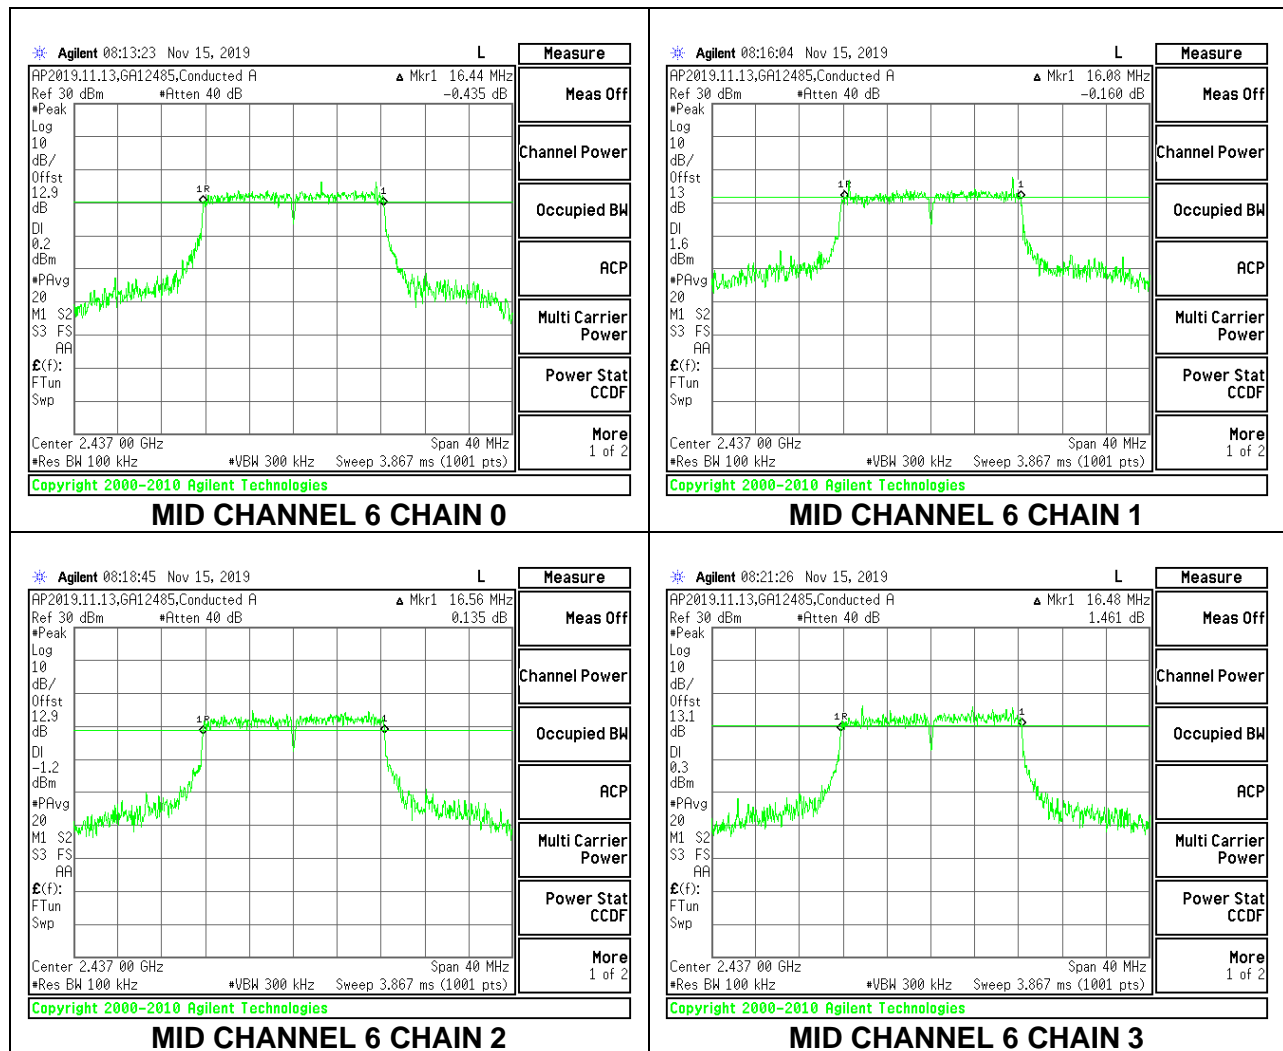 Agilent 08:13:23 Nov 15, 2019 L Measure
AP2019.11.13,GA12485,Conducted A Δ Mkr1 16.44 MHz
Ref 30 dBm #Atten 40 dB -0.435 dB
#Peak
Log
10
dB/
Offst
12.9
dB
DI
0.2
dBm
#PAvg
20
M1 S2
S3 FS
AA
£(f):
FTun
Swp
1R
1
Center 2.437 00 GHz Span 40 MHz
#Res BW 100 kHz #VBW 300 kHz Sweep 3.867 ms (1001 pts)
Meas Off
Channel Power
Occupied BW
ACP
Multi Carrier
Power
Power Stat
CCDF
More
1 of 2
Copyright 2000-2010 Agilent Technologies
MID CHANNEL 6 CHAIN 0
Agilent 08:16:04 Nov 15, 2019 L Measure
AP2019.11.13,GA12485,Conducted A Δ Mkr1 16.08 MHz
Ref 30 dBm #Atten 40 dB -0.160 dB
#Peak
Log
10
dB/
Offst
13
dB
DI
1.6
dBm
#PAvg
20
M1 S2
S3 FS
AA
£(f):
FTun
Swp
1R
1
Center 2.437 00 GHz Span 40 MHz
#Res BW 100 kHz #VBW 300 kHz Sweep 3.867 ms (1001 pts)
Meas Off
Channel Power
Occupied BW
ACP
Multi Carrier
Power
Power Stat
CCDF
More
1 of 2
Copyright 2000-2010 Agilent Technologies
MID CHANNEL 6 CHAIN 1
Agilent 08:18:45 Nov 15, 2019 L Measure
AP2019.11.13,GA12485,Conducted A Δ Mkr1 16.56 MHz
Ref 30 dBm #Atten 40 dB 0.135 dB
#Peak
Log
10
dB/
Offst
12.9
dB
DI
-1.2
dBm
#PAvg
20
M1 S2
S3 FS
AA
£(f):
FTun
Swp
1R
1
Center 2.437 00 GHz Span 40 MHz
#Res BW 100 kHz #VBW 300 kHz Sweep 3.867 ms (1001 pts)
Meas Off
Channel Power
Occupied BW
ACP
Multi Carrier
Power
Power Stat
CCDF
More
1 of 2
Copyright 2000-2010 Agilent Technologies
MID CHANNEL 6 CHAIN 2
Agilent 08:21:26 Nov 15, 2019 L Measure
AP2019.11.13,GA12485,Conducted A Δ Mkr1 16.48 MHz
Ref 30 dBm #Atten 40 dB 1.461 dB
#Peak
Log
10
dB/
Offst
13.1
dB
DI
0.3
dBm
#PAvg
20
M1 S2
S3 FS
AA
£(f):
FTun
Swp
1R
1
Center 2.437 00 GHz Span 40 MHz
#Res BW 100 kHz #VBW 300 kHz Sweep 3.867 ms (1001 pts)
Meas Off
Channel Power
Occupied BW
ACP
Multi Carrier
Power
Power Stat
CCDF
More
1 of 2
Copyright 2000-2010 Agilent Technologies
MID CHANNEL 6 CHAIN 3